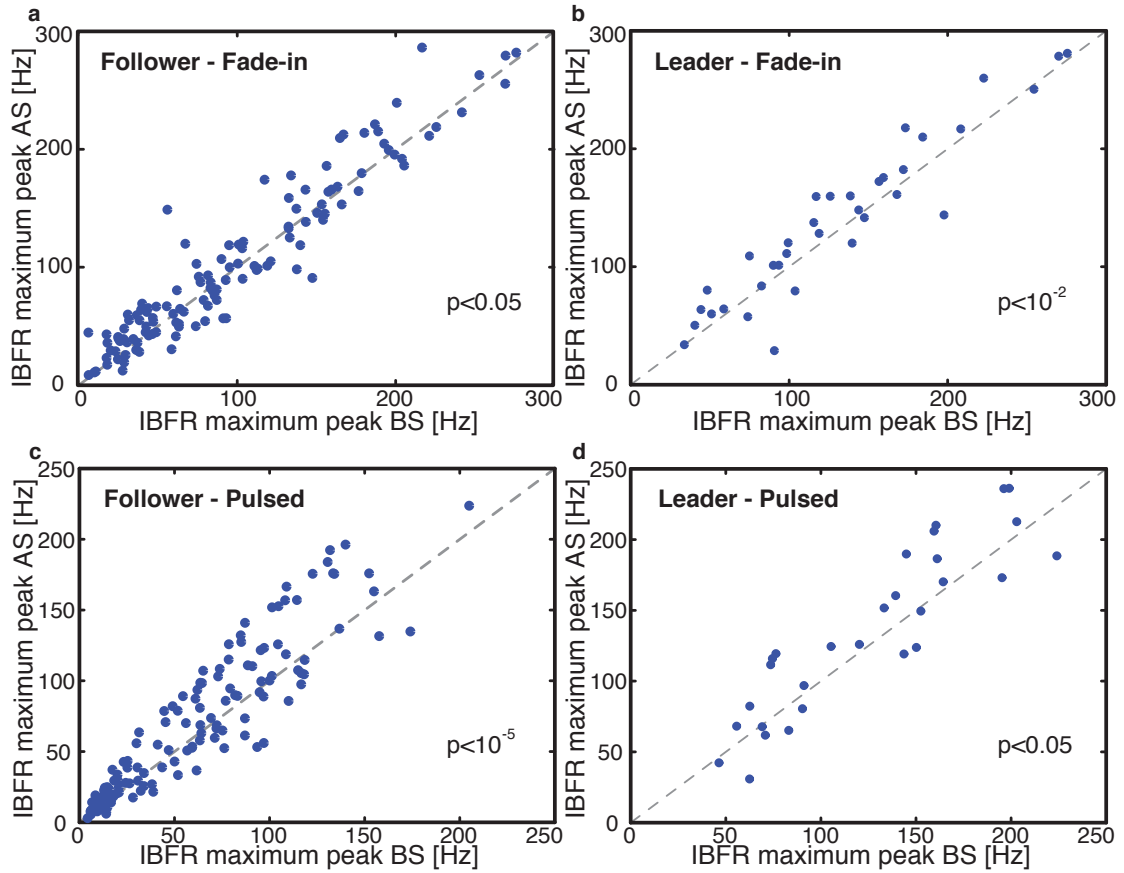 a
300
200
100
0
IBFR maximum peak AS [Hz]
Follower - Fade-in
p<0.05
0 100 200 300
IBFR maximum peak BS [Hz]
b
300
200
100
0
IBFR maximum peak AS [Hz]
Leader - Fade-in
p<10-2
0 100 200 300
IBFR maximum peak BS [Hz]
c
250
200
150
100
50
0
IBFR maximum peak AS [Hz]
Follower - Pulsed
p<10-5
50 100 150 200 250
IBFR maximum peak BS [Hz]
d
250
200
150
100
50
0
IBFR maximum peak AS [Hz]
Leader - Pulsed
p<0.05
0 50 100 150 200 250
IBFR maximum peak BS [Hz]